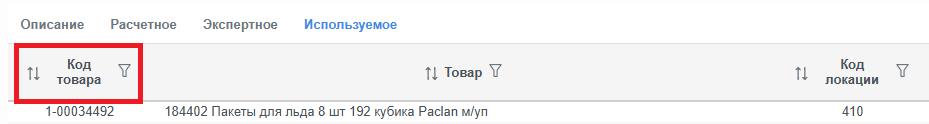 Описание Расчетное Экспертное Используемое
Код товара Товар Код локации
1-00034492 184402 Пакеты для льда 8 шт 192 кубика Paclan м/уп 410